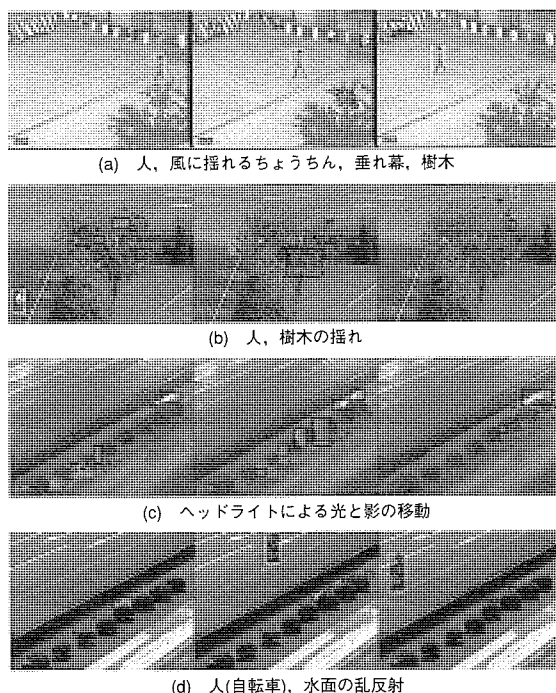 (a) 人，風に揺れるちょうちん，垂れ幕，樹木
(b) 人，樹木の揺れ
(c) ヘッドライトによる光と影の移動
(d) 人(自転車)，水面の乱反射